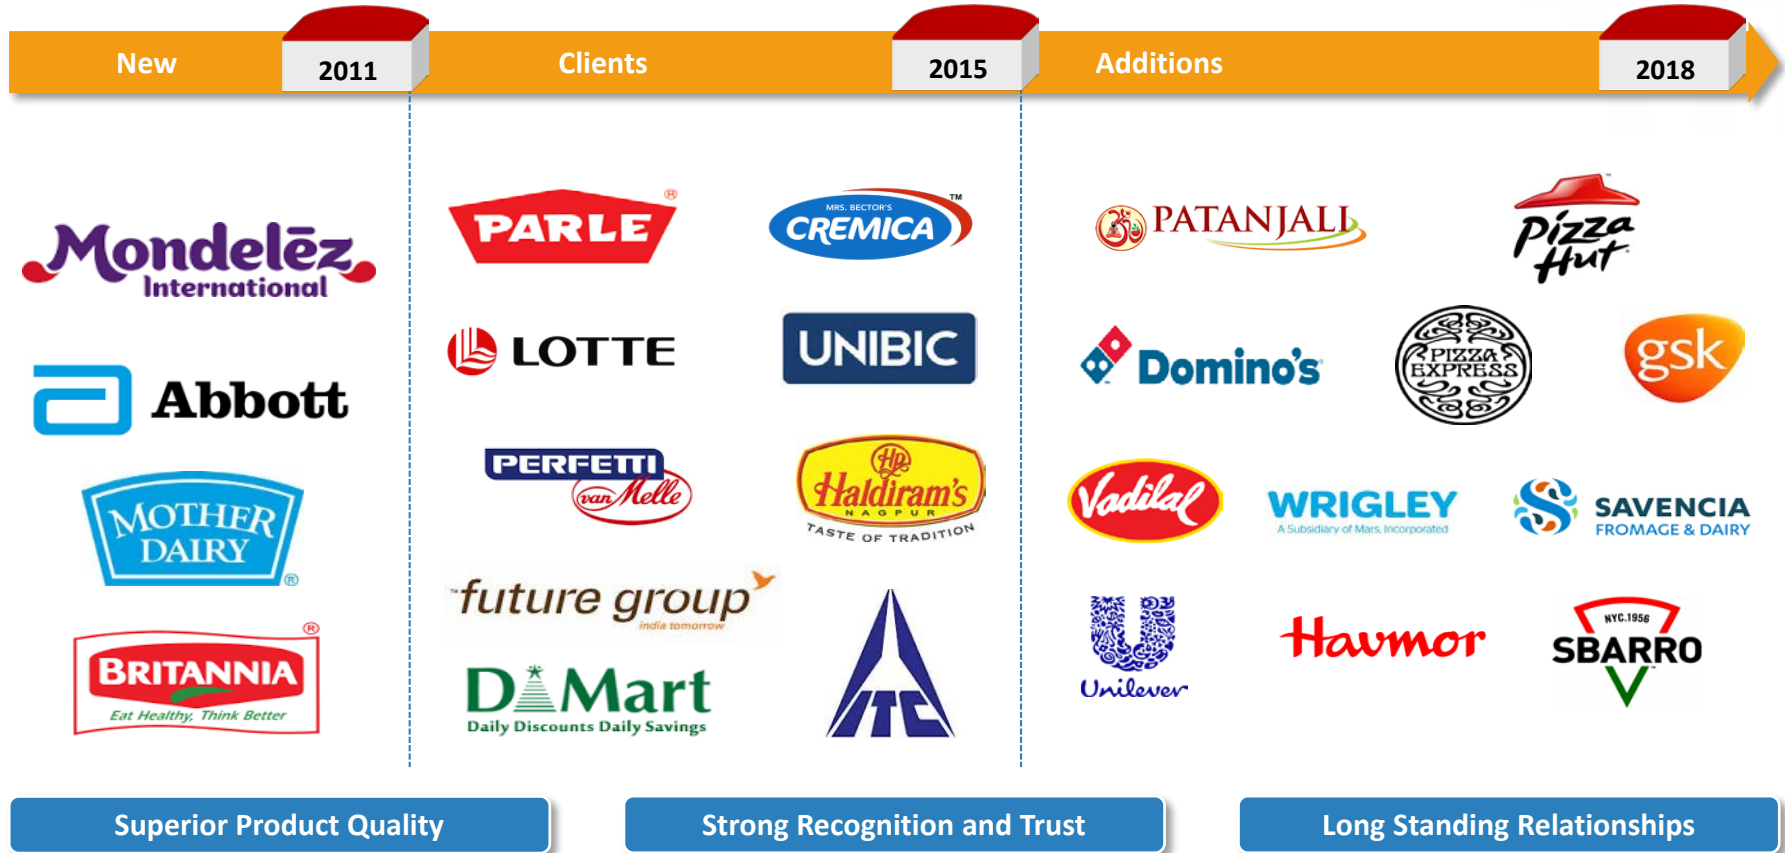 New
2011
Clients
2015
Additions
2018
Mondelēz
International
Abbott
MOTHER
DAIRY
®
BRITANNIA
®
Eat Healthy, Think Better
PARLE
®
MRS. BECTOR'S
CREMICA
TM
LOTTE
UNIBIC
PERFETTI
van Melle
HR
Haldiram's
NAGPUR
TASTE OF TRADITION
future group
india tomorrow
D Mart
Daily Discounts Daily Savings
ITC
PATANJALI
Pizza
Hut
Domino's
PIZZA
EXPRESS
gsk
Vadilal
WRIGLEY
A Subsidiary of Mars, Incorporated
SAVENCIA
FROMAGE & DAIRY
Unilever
Havmor
NYC.1956
SBARRO
Superior Product Quality
Strong Recognition and Trust
Long Standing Relationships